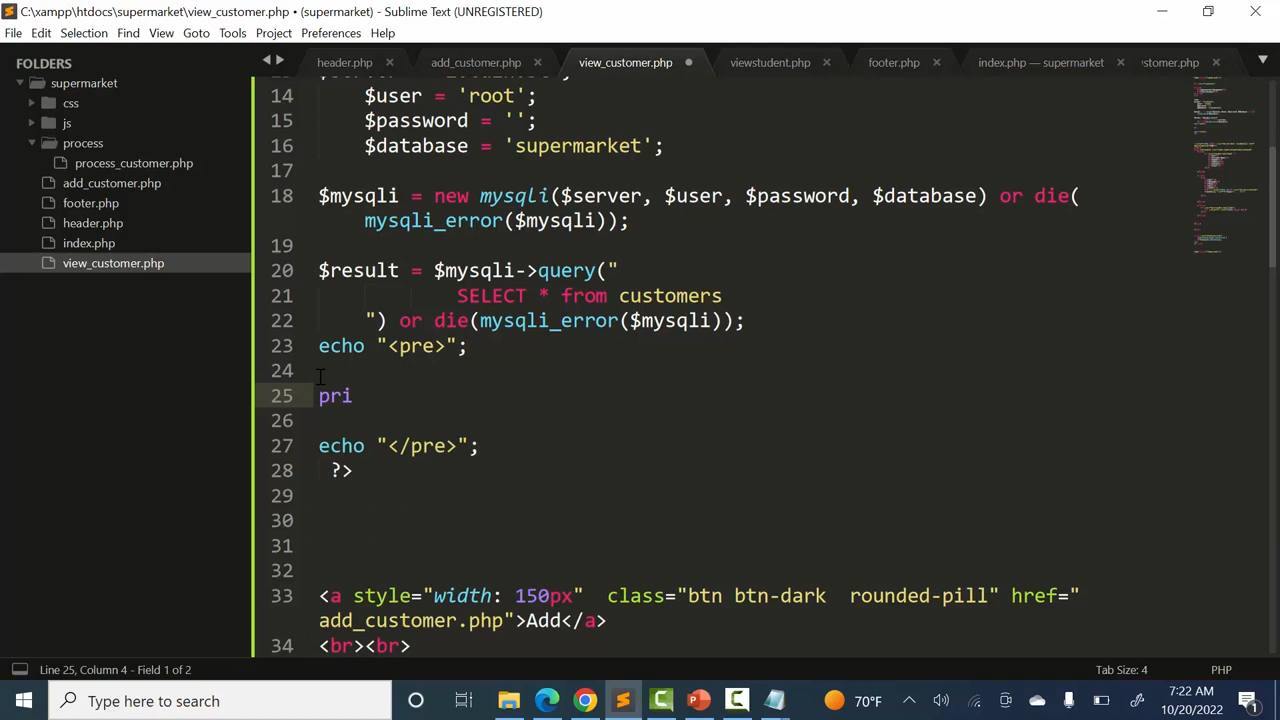 C:\xampp\htdocs\supermarket\view_customer.php • (supermarket) - Sublime Text (UNREGISTERED)
File Edit Selection Find View Goto Tools Project Preferences Help
FOLDERS
supermarket
css
js
process
process_customer.php
add_customer.php
footer.php
header.php
index.php
view_customer.php
header.php add_customer.php view_customer.php viewstudent.php footer.php index.php — supermarket :stomer.php
14 $user = 'root';
15 $password = '';
16 $database = 'supermarket';
17
18 $mysqli = new mysqli($server, $user, $password, $database) or die(
mysqli_error($mysqli));
19
20 $result = $mysqli->query("
21 SELECT * from customers
22 ") or die(mysqli_error($mysqli));
23 echo "<pre>";
24
25 pri
26
27 echo "</pre>";
28 ?>
29
30
31
32
33 <a style="width: 150px" class="btn btn-dark rounded-pill" href="
add_customer.php">Add</a>
34 <br><br>
Line 25, Column 4 - Field 1 of 2 Tab Size: 4 PHP
Type here to search
70°F
7:22 AM
10/20/2022